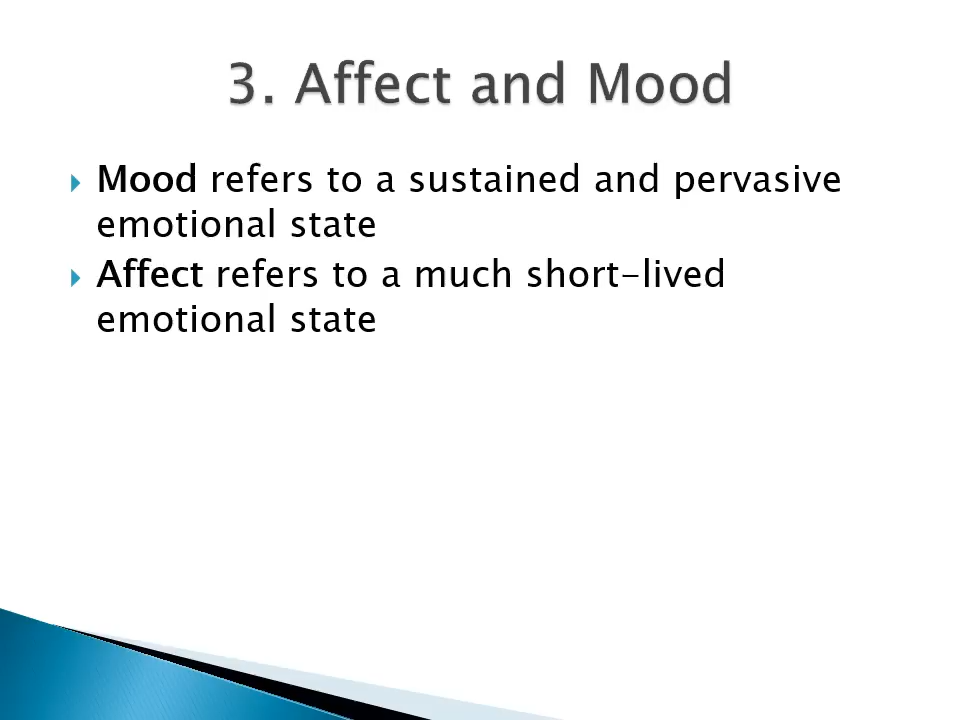 3. Affect and Mood
Mood refers to a sustained and pervasive
emotional state
Affect refers to a much short-lived
emotional state